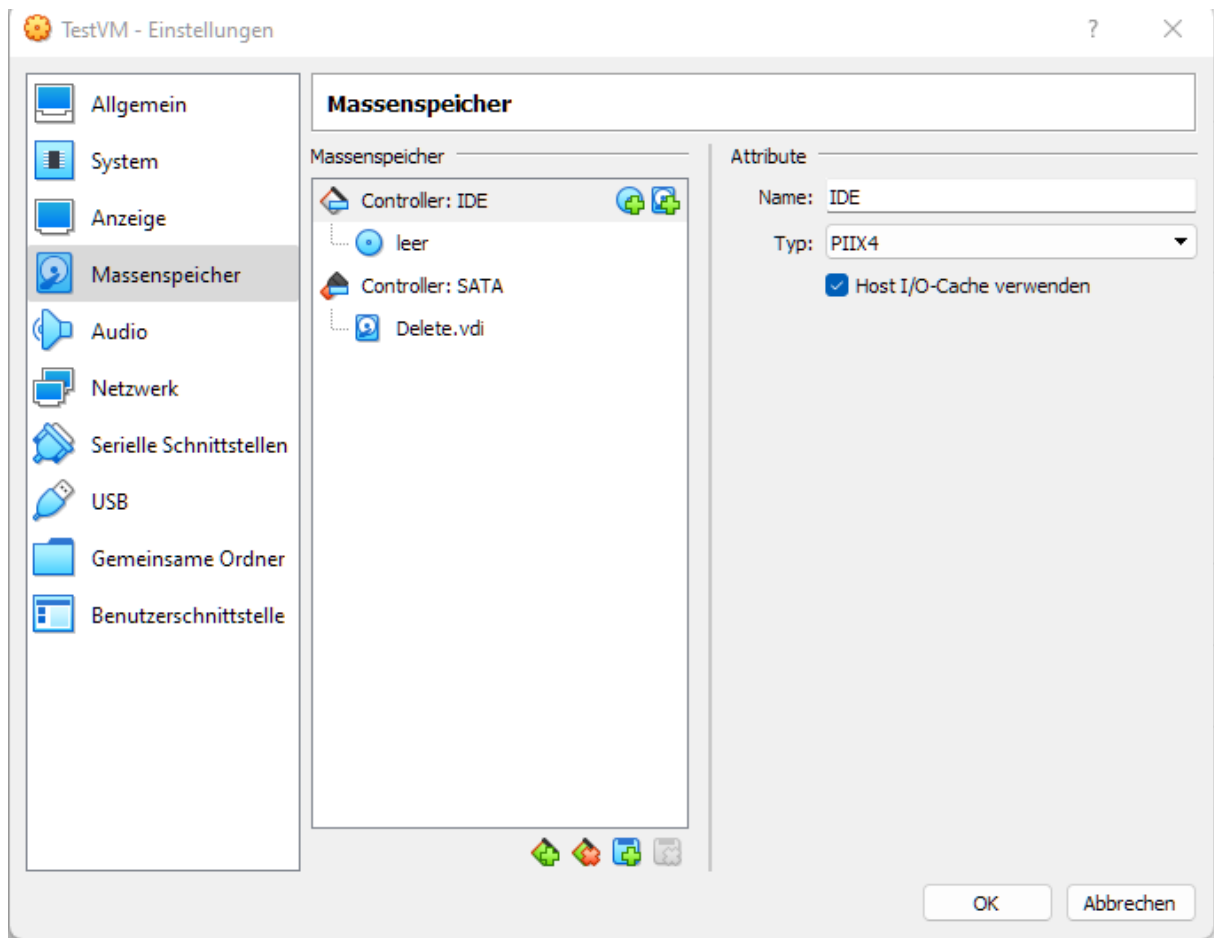 TestVM - Einstellungen
?
Allgemein
System
Anzeige
Massenspeicher
Audio
Netzwerk
Serielle Schnittstellen
USB
Gemeinsame Ordner
Benutzerschnittstelle
Massenspeicher
Massenspeicher
Controller: IDE
leer
Controller: SATA
Delete.vdi
Attribute
Name: IDE
Typ: PIIX4
Host I/O-Cache verwenden
OK Abbrechen